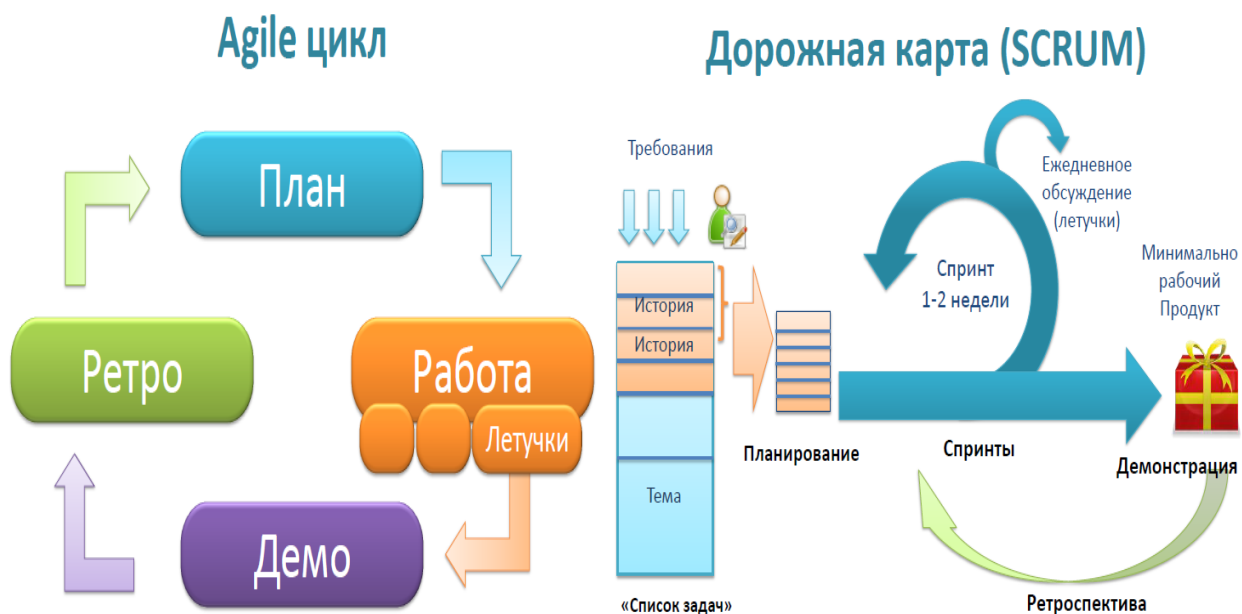 Agile цикл
План
Работа
Летучки
Демо
Ретро
Дорожная карта (SCRUM)
Требования
История
История
Тема
«Список задач»
Планирование
Спринт
1-2 недели
Спринты
Ежедневное
обсуждение
(летучки)
Минимально
рабочий
Продукт
Демонстрация
Ретроспектива